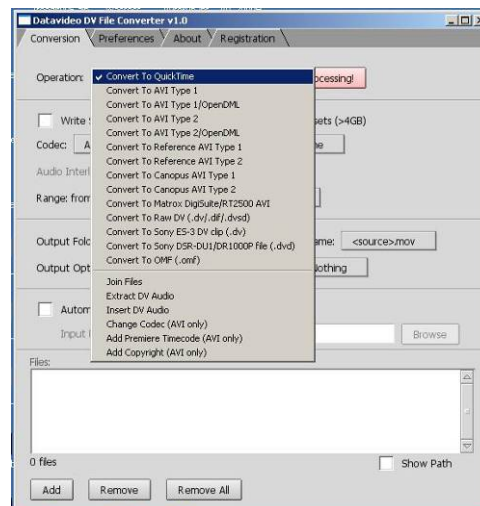 Datavideo DV File Converter v1.0
Conversion Preferences About Registration
Operation: Convert To QuickTime ocessing!
Convert To AVI Type 1
Convert To AVI Type 1/OpenDML
Write Convert To AVI Type 2 sets (>4GB)
Convert To AVI Type 2/OpenDML
Codec: A Convert To Reference AVI Type 1 ne
Convert To Reference AVI Type 2
Audio Interl Convert To Canopus AVI Type 1
Convert To Canopus AVI Type 2
Range: from Convert To Matrox DigiSuite/RT2500 AVI
Convert To Raw DV (.dv/.dif/.dvsd)
Convert To Sony ES-3 DV clip (.dv)
Output Fold Convert To Sony DSR-DU1/DR1000P file (.dvd) ame: <source>.mov
Convert To OMF (.omf)
Output Opt Nothing
Join Files
Extract DV Audio
Autom Insert DV Audio
Change Codec (AVI only)
Input Add Premiere Timecode (AVI only) Browse
Add Copyright (AVI only)
Files:
0 files Show Path
Add Remove Remove All